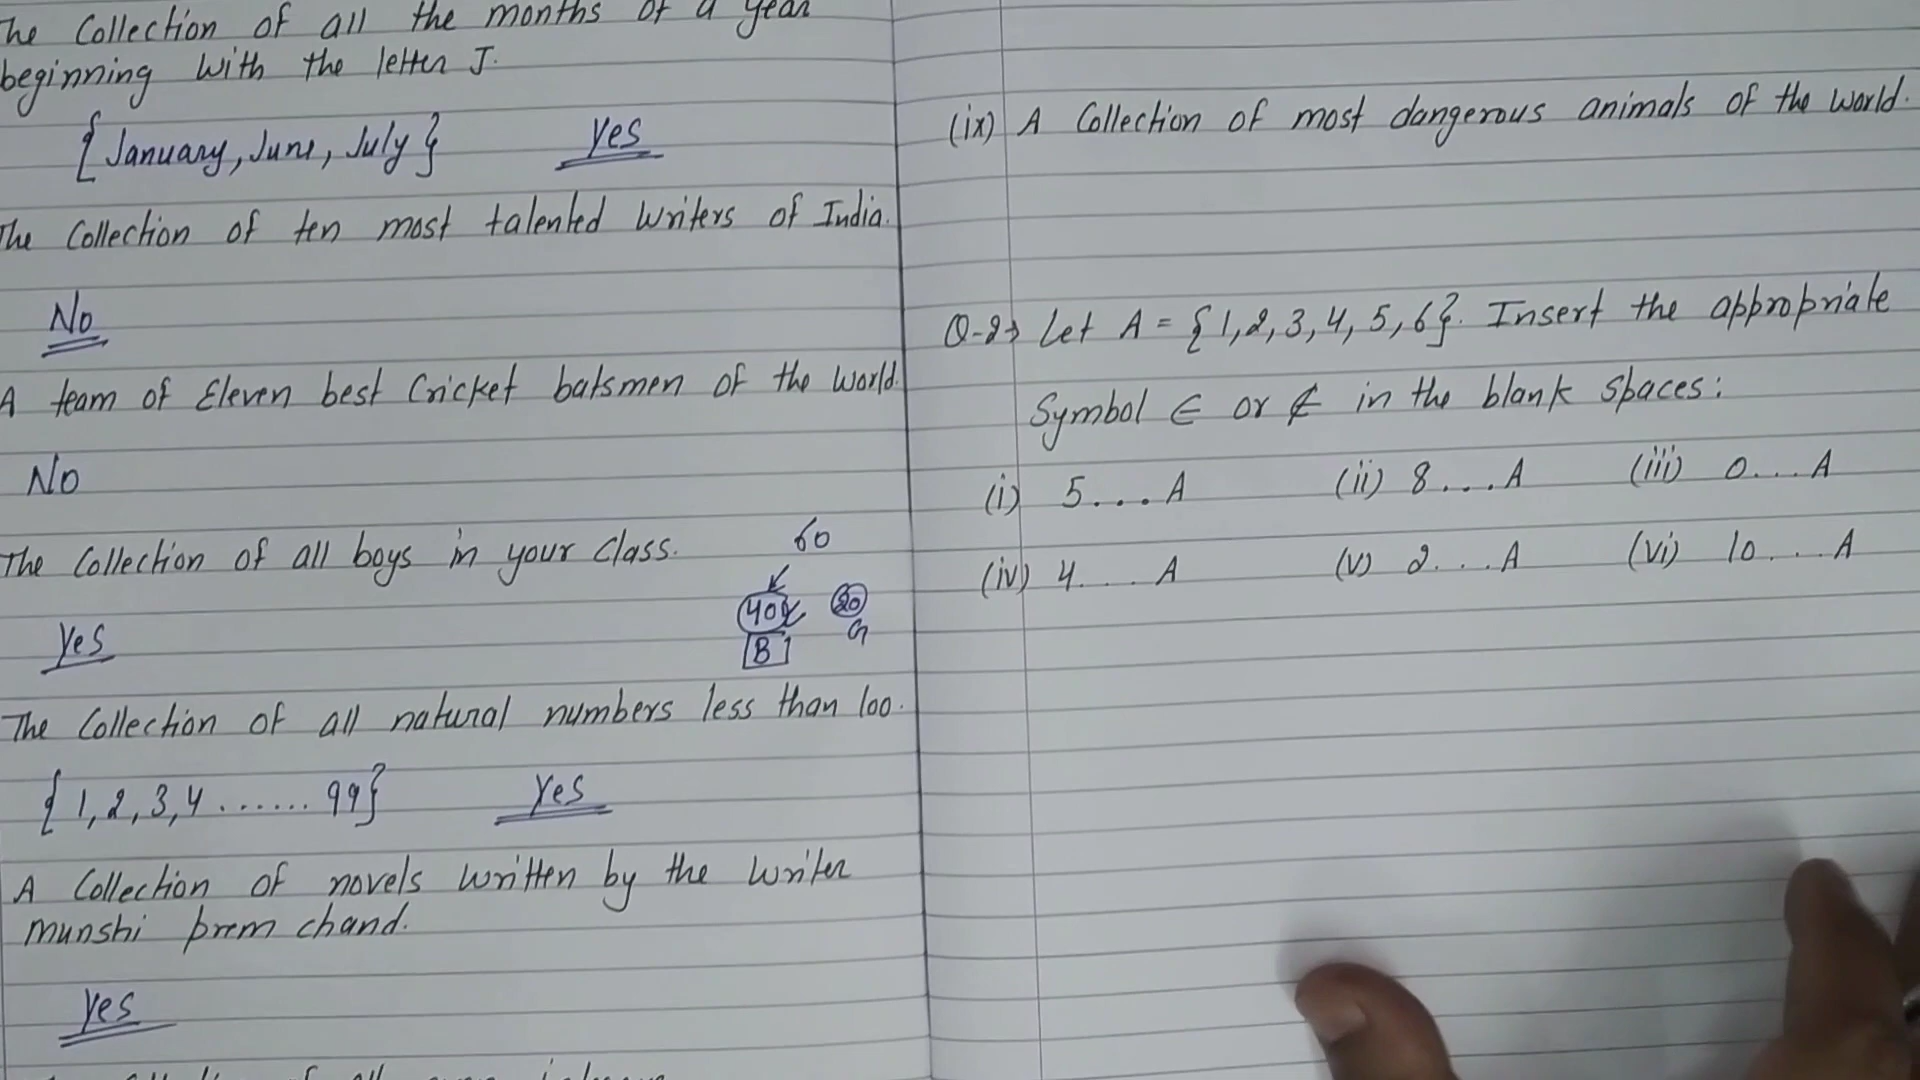 The Collection of all the months of a year
beginning with the letter J.
{January, June, July} Yes
The Collection of ten most talented writers of India.
No
A team of Eleven best Cricket batsmen of the World.
No
The Collection of all boys in your Class.
60
40 20
B G
Yes
The Collection of all natural numbers less than 100.
{1,2,3,4.......99} Yes
A Collection of novels written by the writer
munshi prem chand.
Yes
(ix) A Collection of most dangerous animals of the World.
Q-2→ Let A = {1,2,3,4,5,6}. Insert the appropriate
Symbol ∈ or ∉ in the blank spaces:
(i) 5...A (ii) 8...A (iii) 0...A
(iv) 4....A (v) 2...A (vi) 10...A